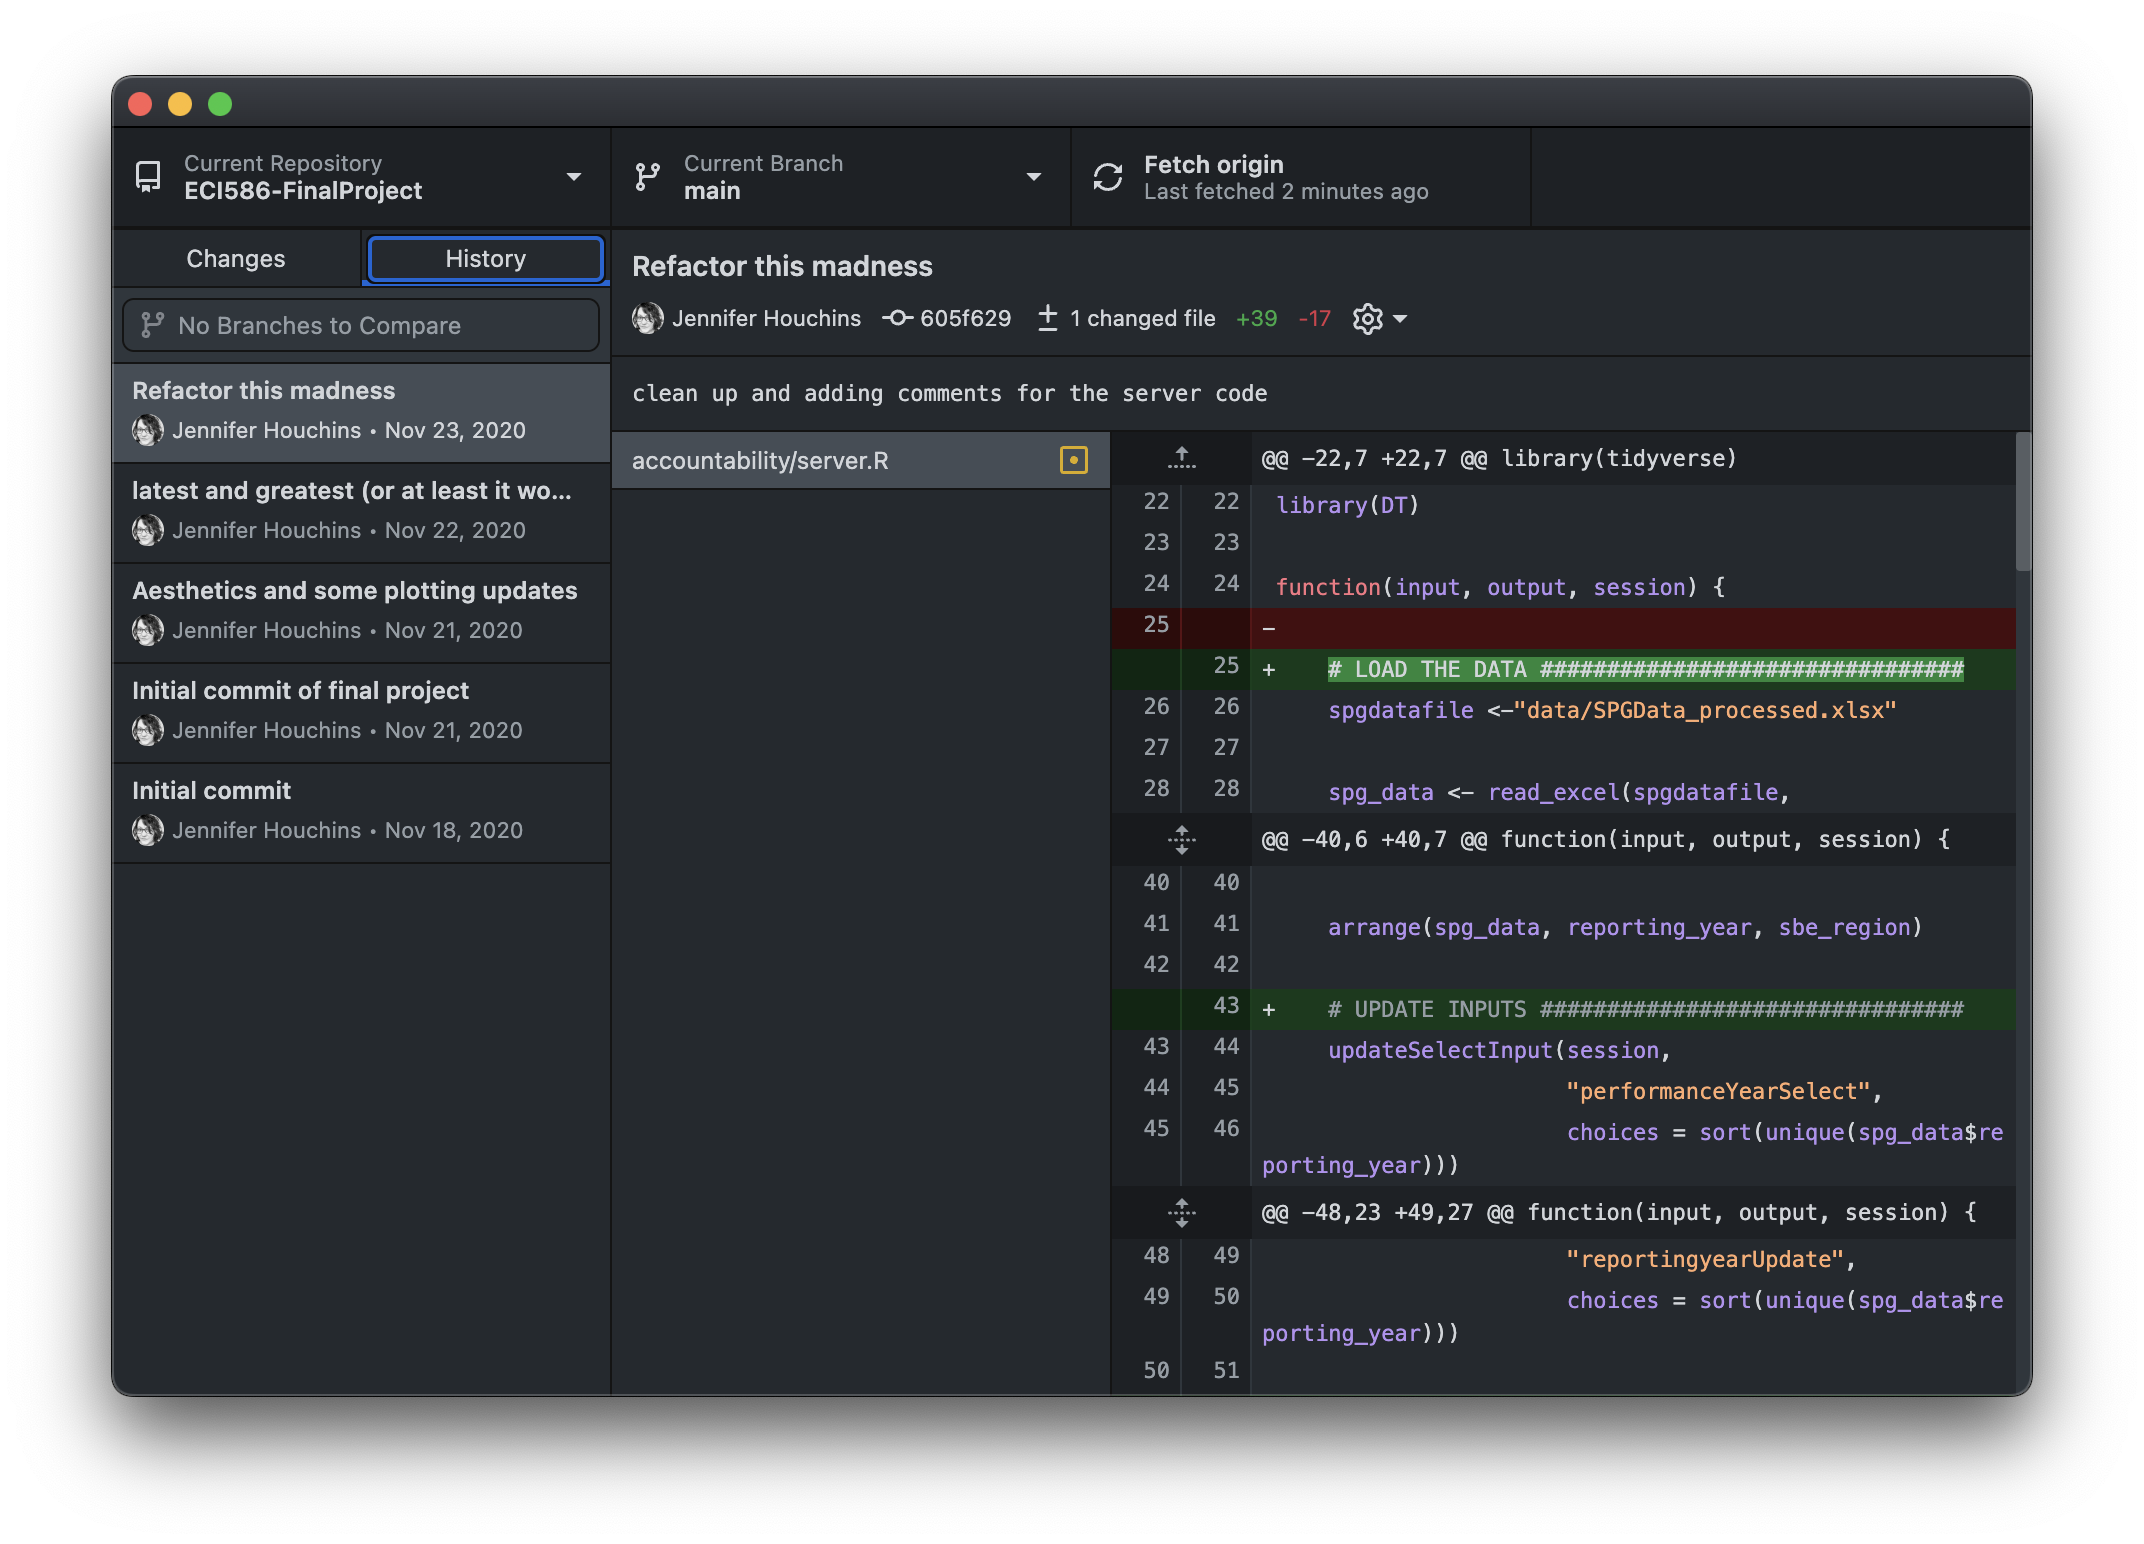 Current Repository
ECI586-FinalProject
Current Branch
main
Fetch origin
Last fetched 2 minutes ago
Changes
History
No Branches to Compare
Refactor this madness
Jennifer Houchins • Nov 23, 2020
latest and greatest (or at least it wo...
Jennifer Houchins • Nov 22, 2020
Aesthetics and some plotting updates
Jennifer Houchins • Nov 21, 2020
Initial commit of final project
Jennifer Houchins • Nov 21, 2020
Initial commit
Jennifer Houchins • Nov 18, 2020
Refactor this madness
Jennifer Houchins 605f629 1 changed file +39 -17
clean up and adding comments for the server code
accountability/server.R
@@ -22,7 +22,7 @@ library(tidyverse)
22 22 library(DT)
23 23
24 24 function(input, output, session) {
25 -
25 + # LOAD THE DATA ################################
26 26 spgdatafile <-"data/SPGData_processed.xlsx"
27 27
28 28 spg_data <- read_excel(spgdatafile,
@@ -40,6 +40,7 @@ function(input, output, session) {
40 40
41 41 arrange(spg_data, reporting_year, sbe_region)
42 42
43 + # UPDATE INPUTS ################################
43 44 updateSelectInput(session,
44 45 "performanceYearSelect",
45 46 choices = sort(unique(spg_data$re
porting_year)))
@@ -48,23 +49,27 @@ function(input, output, session) {
48 49 "reportingyearUpdate",
49 50 choices = sort(unique(spg_data$re
porting_year)))
50 51